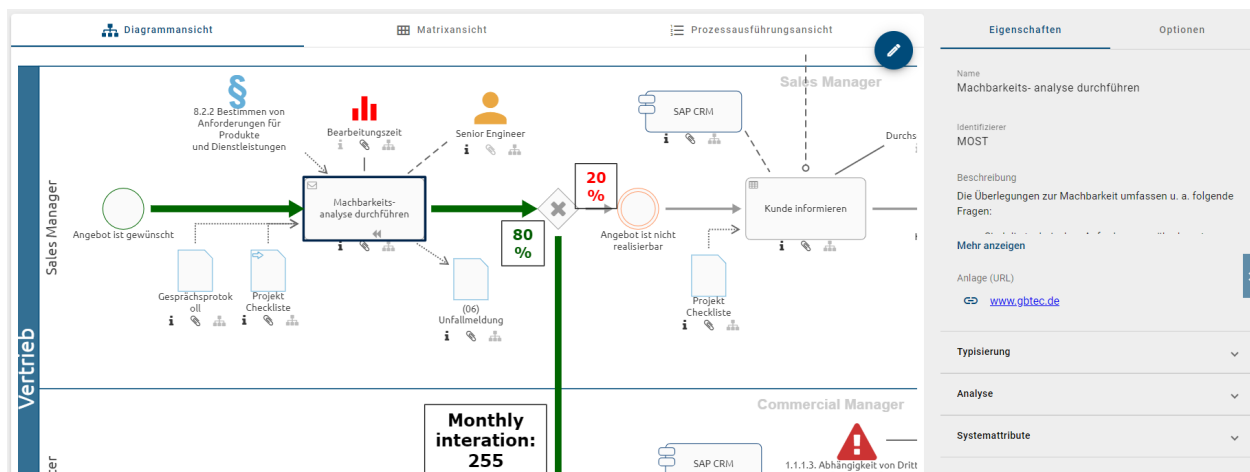 Diagrammansicht
Matrixansicht
Prozessausführungsansicht
Eigenschaften
Optionen
Sales Manager
§
8.2.2 Bestimmen von
Anforderungen für
Produkte
und Dienstleistungen
Bearbeitungszeit
Senior Engineer
SAP CRM
Durchs
Sales Manager
Angebot ist gewünscht
Machbarkeits-
analyse durchführen
80
%
20
%
Angebot ist nicht
realisierbar
Kunde informieren
Gesprächsprotok
oll
Projekt
Checkliste
(06)
Unfallmeldung
Projekt
Checkliste
Vertrieb
Commercial Manager
Monthly
interation:
255
SAP CRM
1.1.1.3. Abhängigkeit von Dritt
Name
Machbarkeits- analyse durchführen
Identifizierer
MOST
Beschreibung
Die Überlegungen zur Machbarkeit umfassen u. a. folgende
Fragen:
Mehr anzeigen
Anlage (URL)
www.gbtec.de
Typisierung
Analyse
Systemattribute